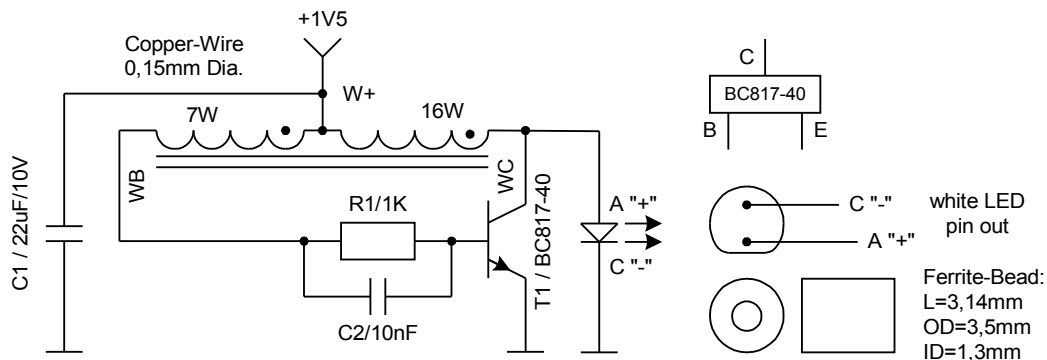 +1V5
Copper-Wire
0,15mm Dia.
W+
7W
16W
WB
WC
C1 / 22uF/10V
R1/1K
C2/10nF
T1 / BC817-40
A "+"
C "-"
C
BC817-40
B
E
C "-"
A "+"
white LED
pin out
Ferrite-Bead:
L=3,14mm
OD=3,5mm
ID=1,3mm